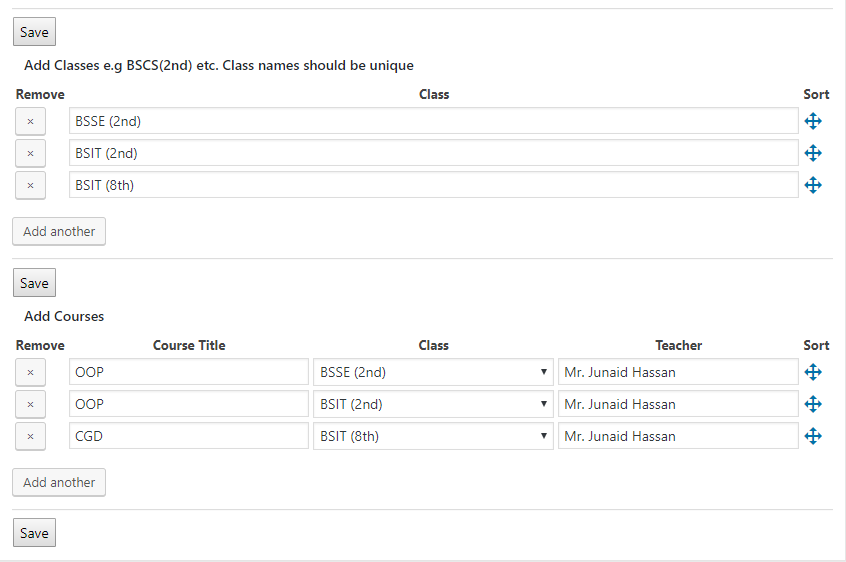 Save
Add Classes e.g BSCS(2nd) etc. Class names should be unique
Remove Class Sort
× BSSE (2nd)
× BSIT (2nd)
× BSIT (8th)
Add another
Save
Add Courses
Remove Course Title Class Teacher Sort
× OOP BSSE (2nd) Mr. Junaid Hassan
× OOP BSIT (2nd) Mr. Junaid Hassan
× CGD BSIT (8th) Mr. Junaid Hassan
Add another
Save